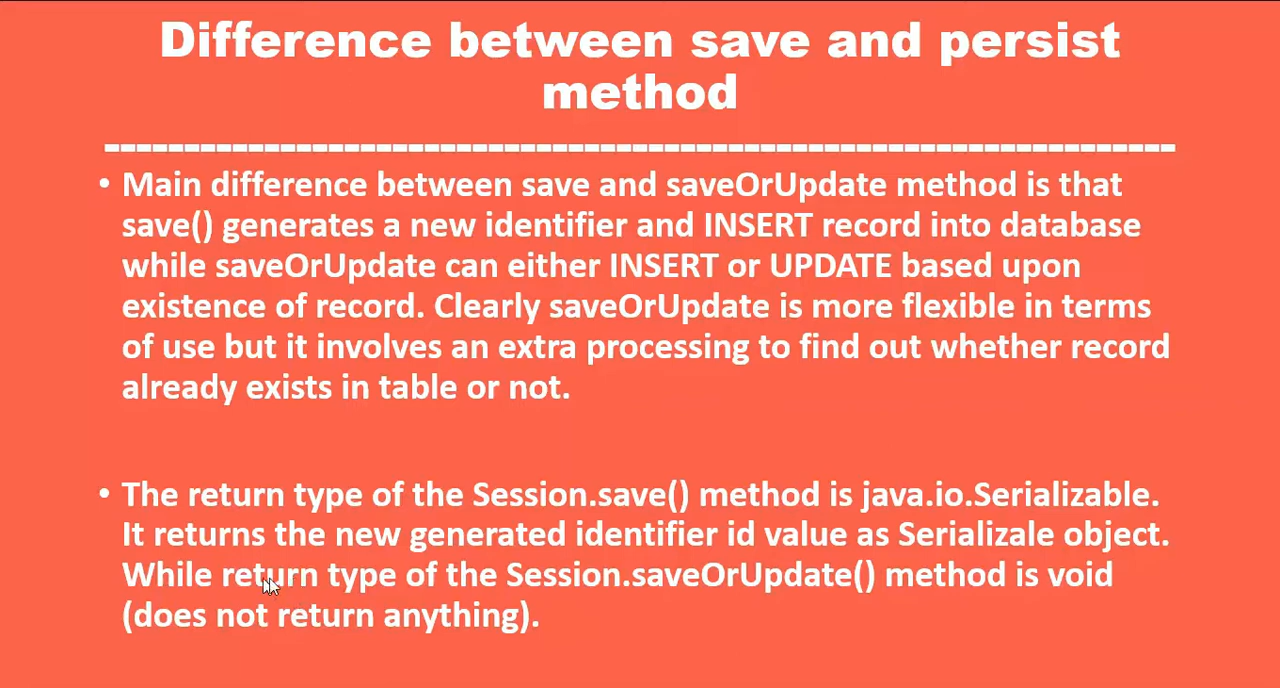 Difference between save and persist
method
------------------------------------------------------------------
• Main difference between save and saveOrUpdate method is that
save() generates a new identifier and INSERT record into database
while saveOrUpdate can either INSERT or UPDATE based upon
existence of record. Clearly saveOrUpdate is more flexible in terms
of use but it involves an extra processing to find out whether record
already exists in table or not.
• The return type of the Session.save() method is java.io.Serializable.
It returns the new generated identifier id value as Serializale object.
While return type of the Session.saveOrUpdate() method is void
(does not return anything).